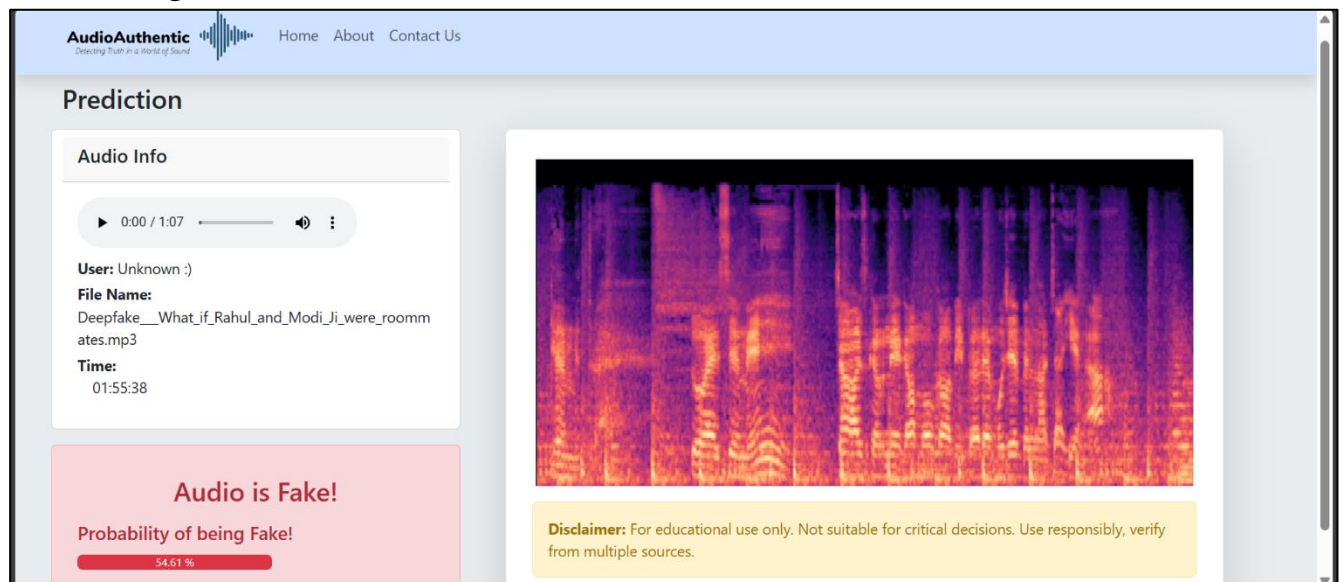 AudioAuthentic
Detecting Truth in a World of Sound
Home About Contact Us
Prediction
Audio Info
0:00 / 1:07
User: Unknown :)
File Name:
Deepfake__What_if_Rahul_and_Modi_Ji_were_roomm
ates.mp3
Time:
01:55:38
Audio is Fake!
Probability of being Fake!
54.61 %
Disclaimer: For educational use only. Not suitable for critical decisions. Use responsibly, verify
from multiple sources.